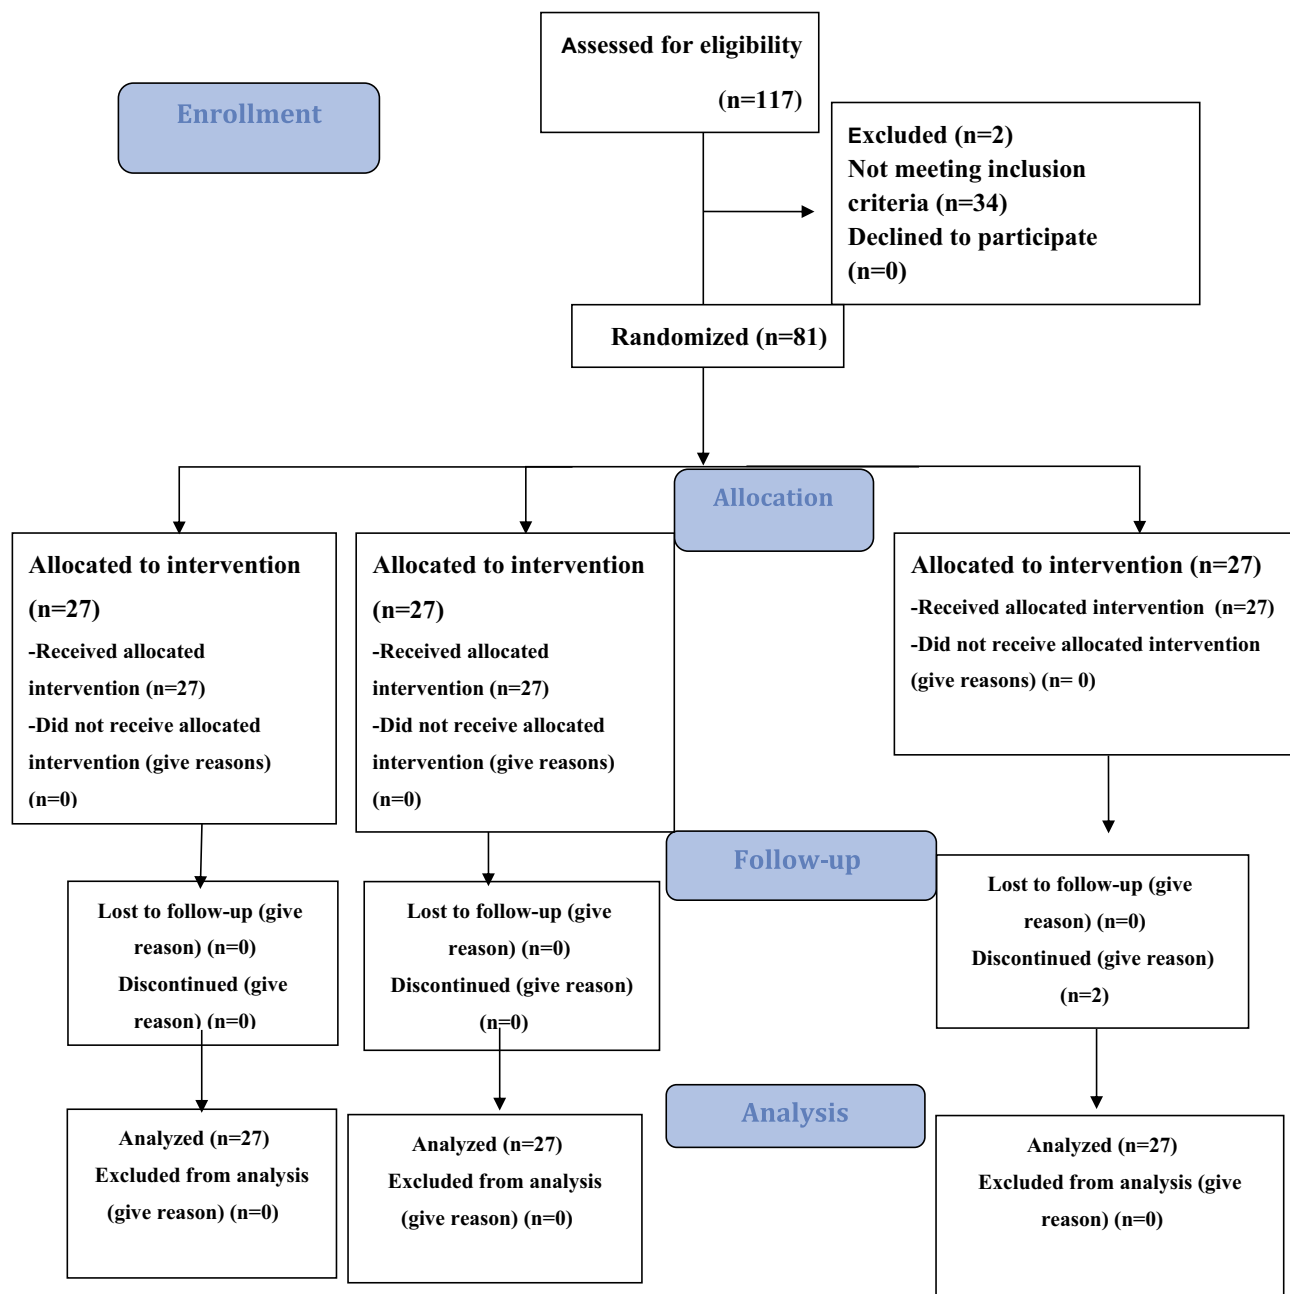 Assessed for eligibility
(n=117)
Enrollment
Excluded (n=2)
Not meeting inclusion
criteria (n=34)
Declined to participate
(n=0)
Randomized (n=81)
Allocation
Allocated to intervention
(n=27)
-Received allocated
intervention (n=27)
-Did not receive allocated
intervention (give reasons)
(n=0)
Allocated to intervention
(n=27)
-Received allocated
intervention (n=27)
-Did not receive allocated
intervention (give reasons)
(n=0)
Allocated to intervention (n=27)
-Received allocated intervention (n=27)
-Did not receive allocated intervention
(give reasons) (n= 0)
Follow-up
Lost to follow-up (give
reason) (n=0)
Discontinued (give
reason) (n=0)
Lost to follow-up (give
reason) (n=0)
Discontinued (give reason)
(n=0)
Lost to follow-up (give
reason) (n=0)
Discontinued (give reason)
(n=2)
Analysis
Analyzed (n=27)
Excluded from analysis
(give reason) (n=0)
Analyzed (n=27)
Excluded from analysis
(give reason) (n=0)
Analyzed (n=27)
Excluded from analysis (give
reason) (n=0)